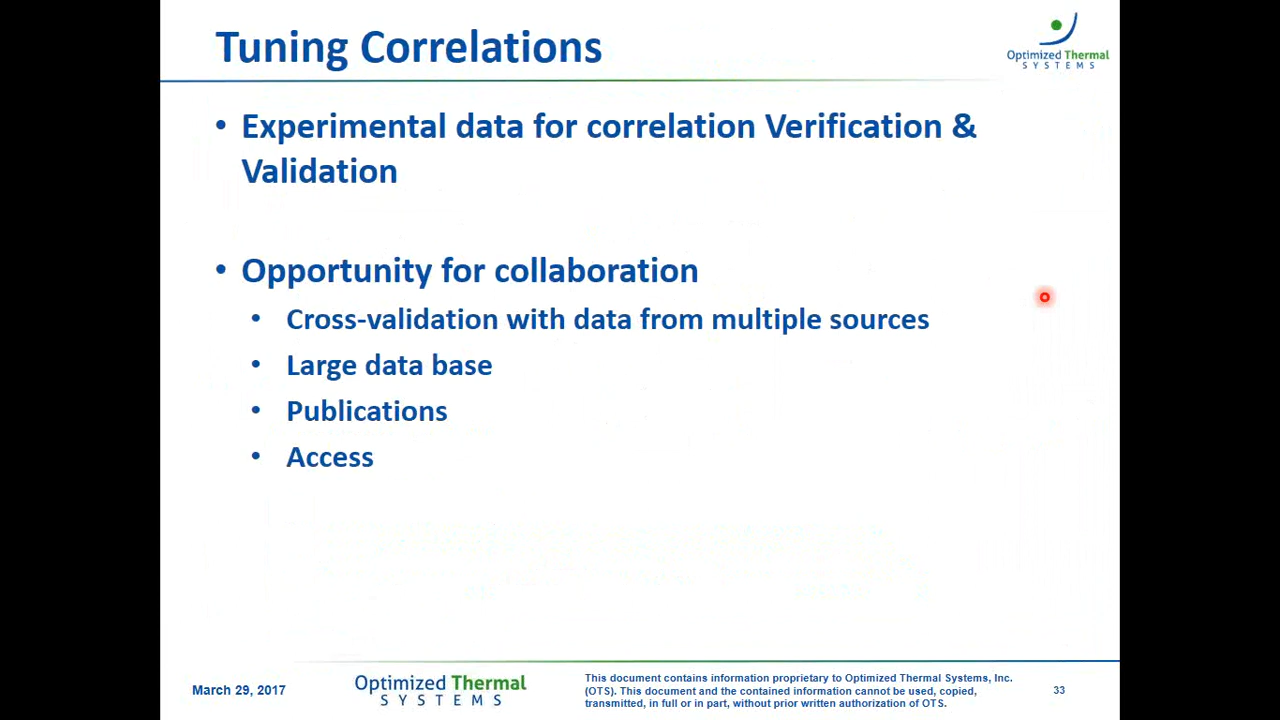 Tuning Correlations
Optimized Thermal
SYSTEMS
• Experimental data for correlation Verification &
Validation
• Opportunity for collaboration
• Cross-validation with data from multiple sources
• Large data base
• Publications
• Access
March 29, 2017
Optimized Thermal
SYSTEMS
This document contains information proprietary to Optimized Thermal Systems, Inc.
(OTS). This document and the contained information cannot be used, copied,
transmitted, in full or in part, without prior written authorization of OTS.
33